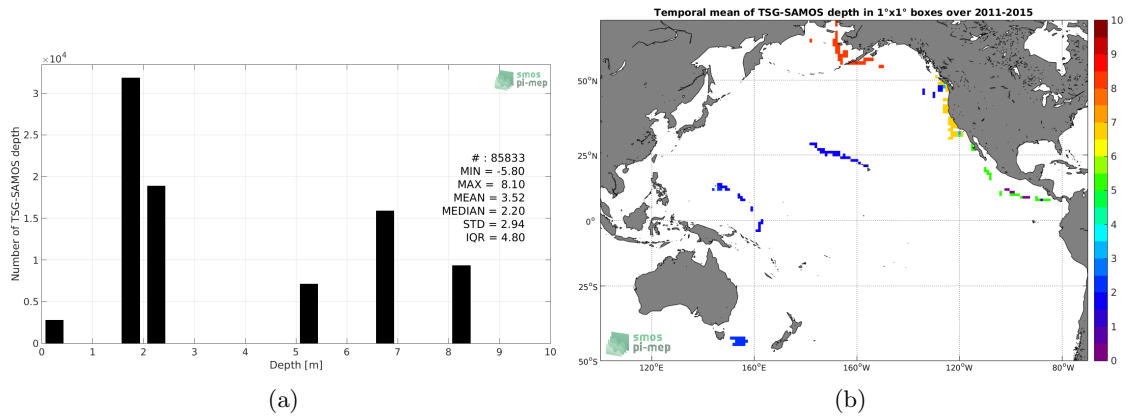 ×10⁴
3
2.5
2
1.5
1
0.5
0
Number of TSG-SAMOS depth
smos
pi-mep
# : 85833
MIN = -5.80
MAX = 8.10
MEAN = 3.52
MEDIAN = 2.20
STD = 2.94
IQR = 4.80
0 1 2 3 4 5 6 7 8 9 10
Depth [m]
(a)
Temporal mean of TSG-SAMOS depth in 1°x1° boxes over 2011-2015
50°N
25°N
0°
25°S
50°S
120°E
160°E
160°W
120°W
80°W
smos
pi-mep
10
9
8
7
6
5
4
3
2
1
0
(b)